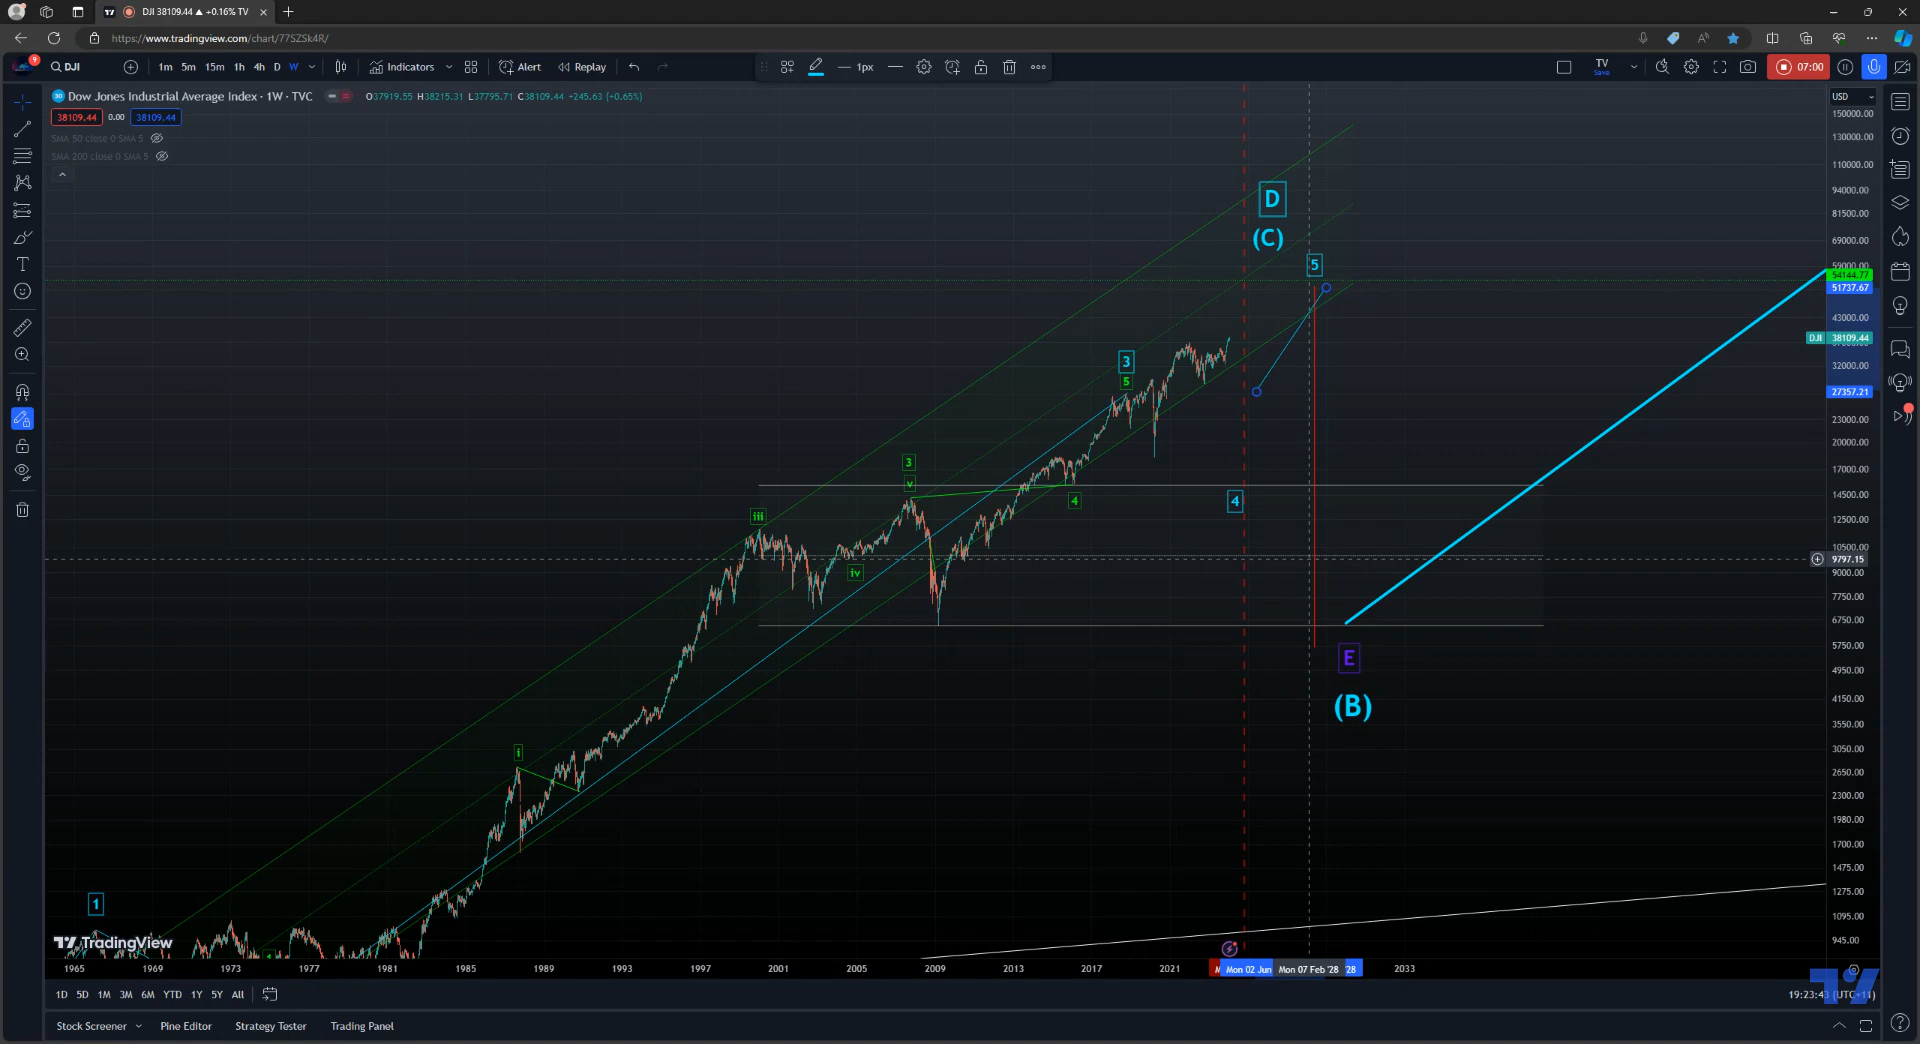 DJI 38109.44 ▲ +0.16% TV
https://www.tradingview.com/chart/77SZSk4R/
9 DJI 1m 5m 15m 1h 4h D W Indicators Alert Replay 1px TV Save 07:00
Dow Jones Industrial Average Index · 1W · TVC O37919.55 H38215.31 L37795.71 C38109.44 +245.63 (+0.65%)
38109.44 0.00 38109.44
SMA 50 close 0 SMA 5
SMA 200 close 0 SMA 5
USD
150000.00
130000.00
110000.00
94000.00
81500.00
69000.00
59000.00
54144.77
51737.67
43000.00
DJI 38109.44
32000.00
27357.21
23000.00
20000.00
17000.00
14500.00
12500.00
10500.00
9797.15
9000.00
7750.00
6750.00
5750.00
4950.00
4150.00
3550.00
3050.00
2650.00
2300.00
1980.00
1700.00
1475.00
1275.00
1095.00
945.00
D
(C)
5
3
5
3
v
4
4
iii
iv
E
(B)
i
1
TradingView
1965 1969 1973 1977 1981 1985 1989 1993 1997 2001 2005 2009 2013 2017 2021 Mon 02 Jun Mon 07 Feb '28 '28 2033
1D 5D 1M 3M 6M YTD 1Y 5Y All
19:23:43 (UTC+11)
Stock Screener Pine Editor Strategy Tester Trading Panel